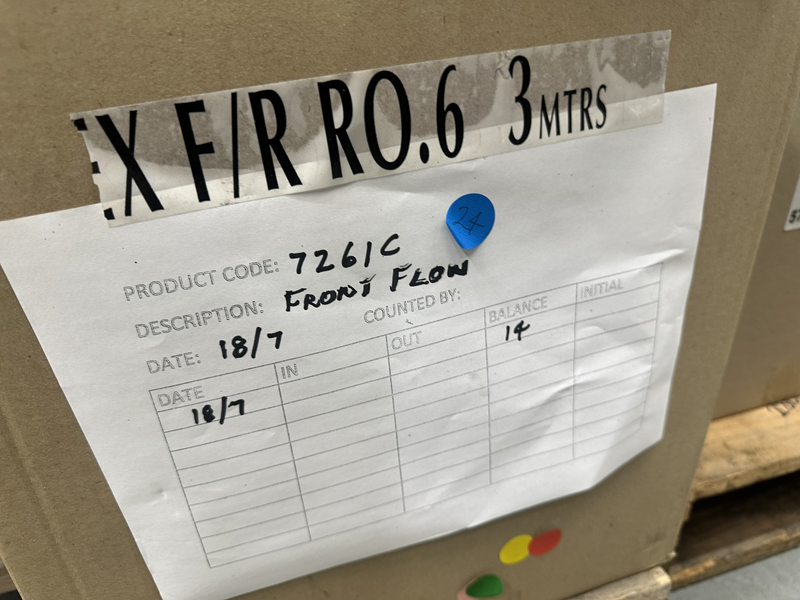 EX F/R RO.6 3MTRS
24
PRODUCT CODE: 7261C
DESCRIPTION: FRONT FLOW
DATE: 18/7 COUNTED BY:
DATE IN OUT BALANCE INITIAL
18/7 14